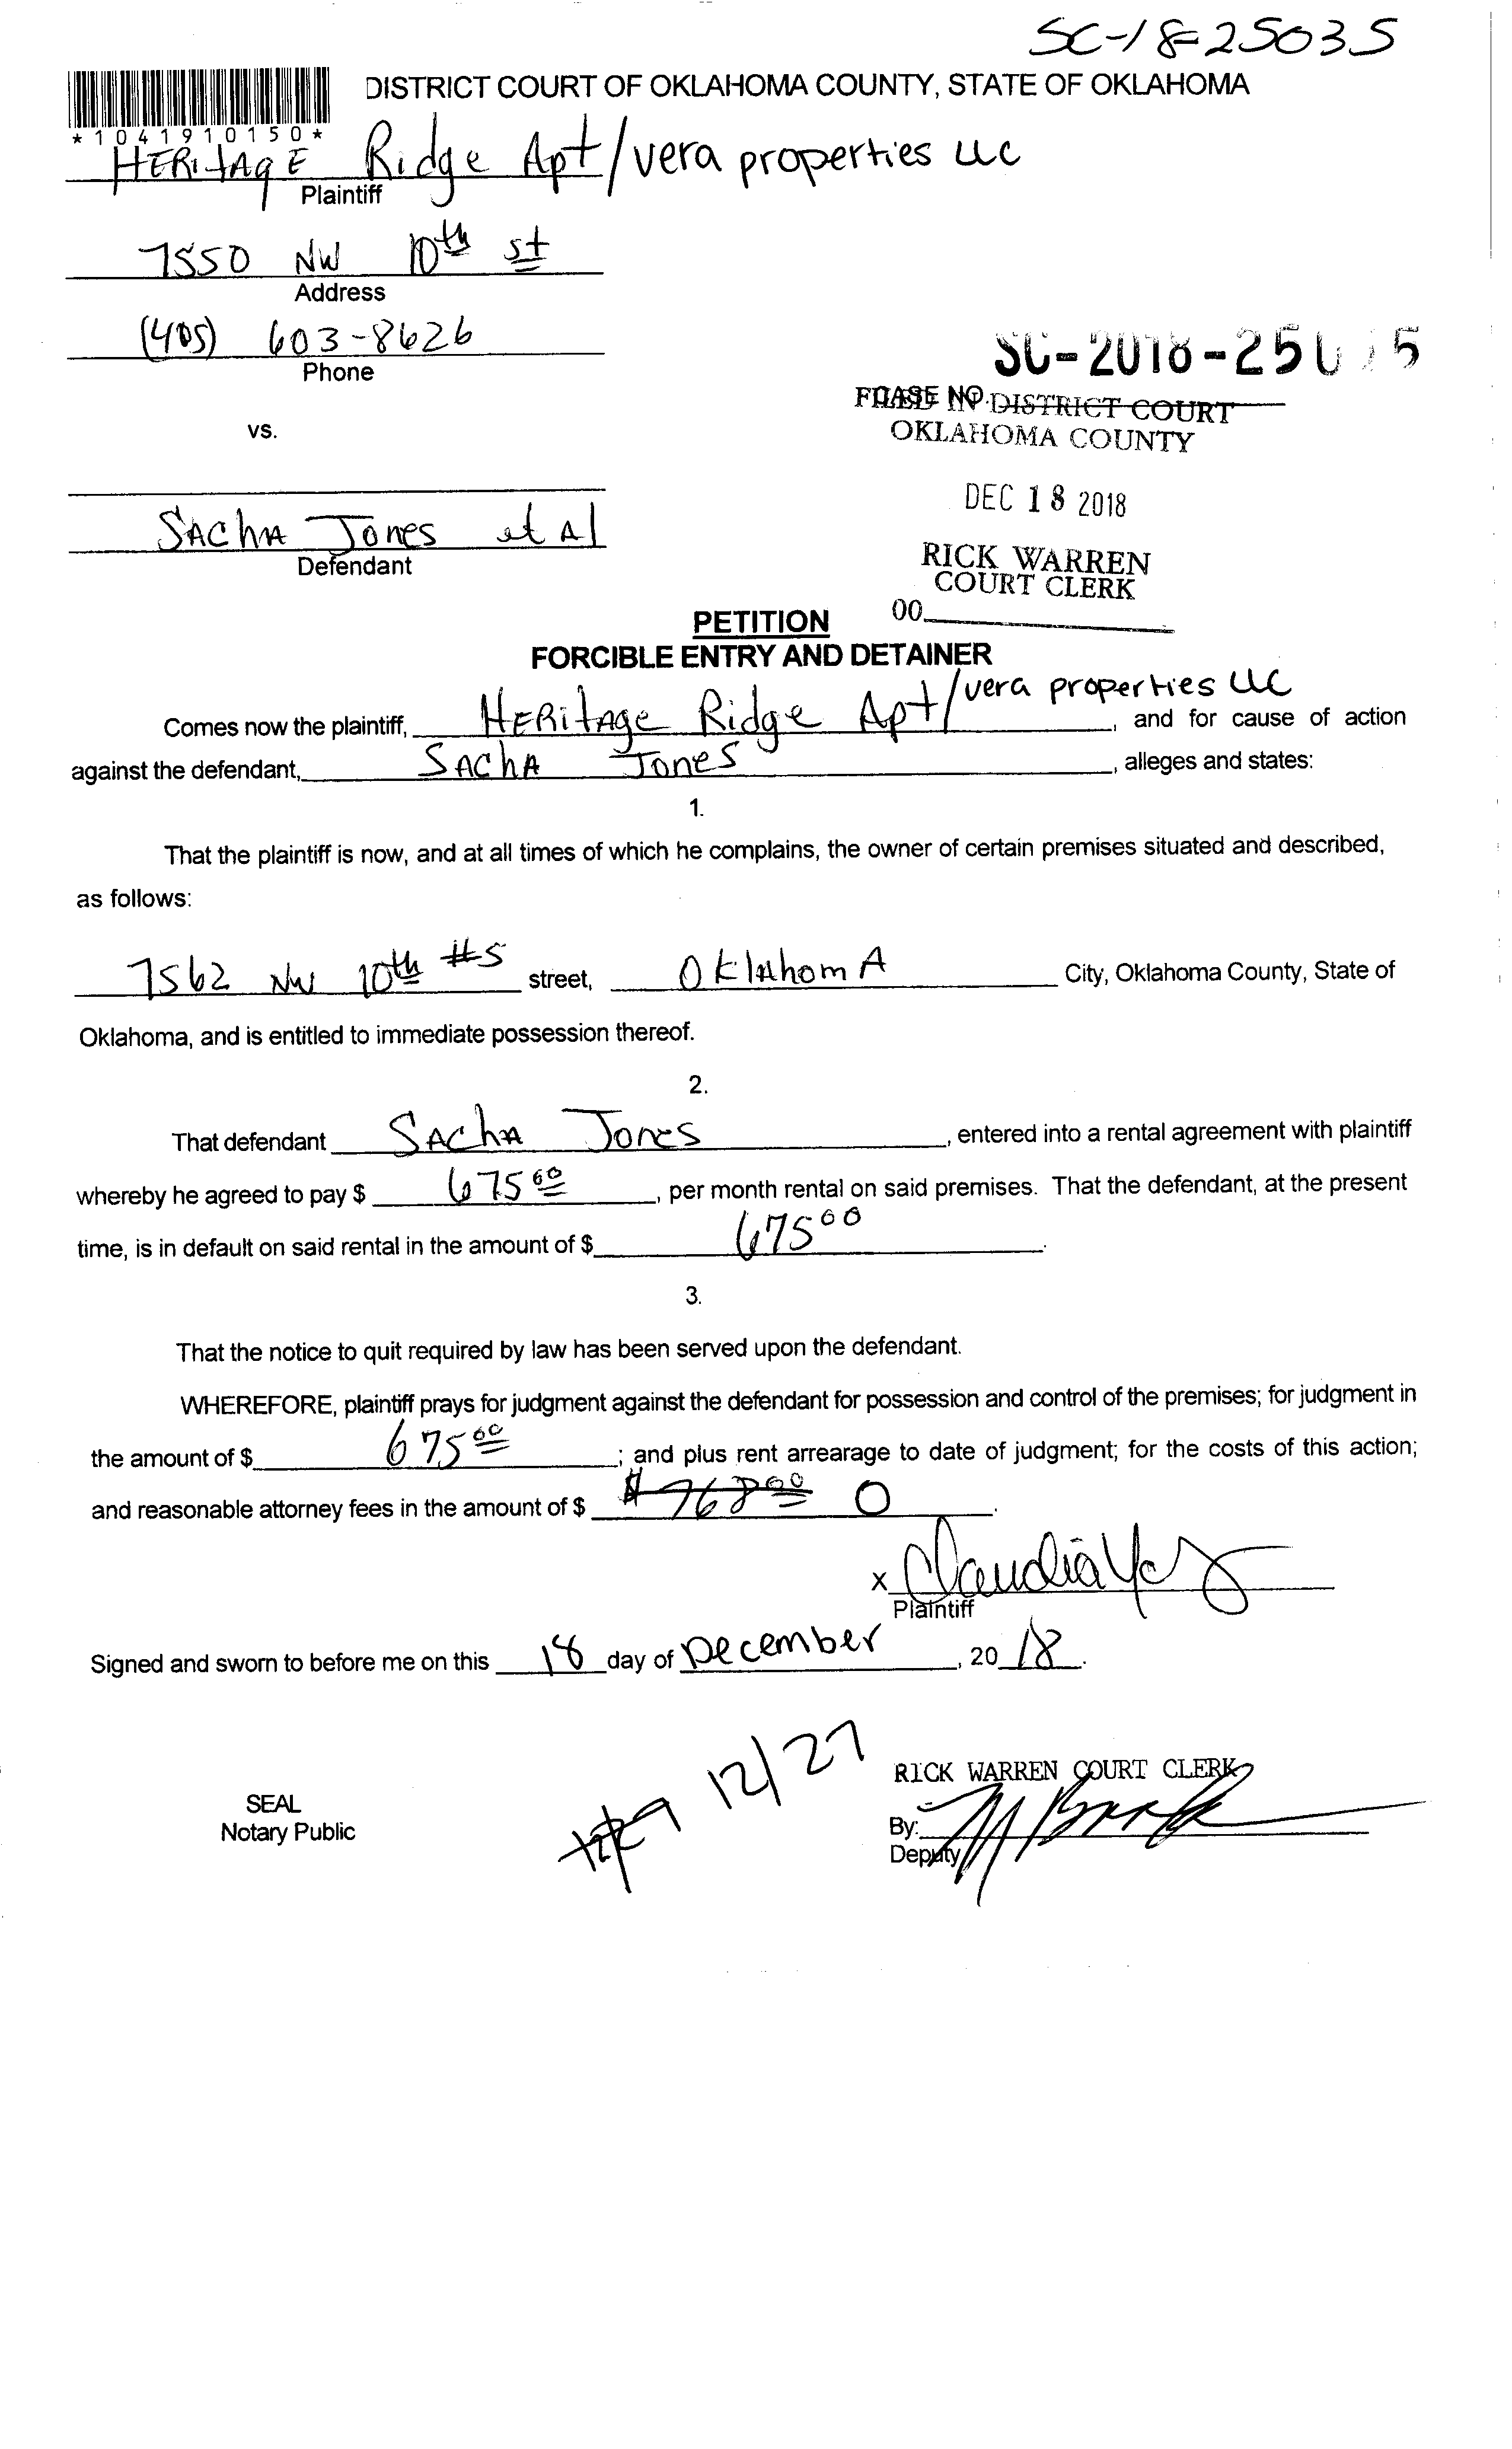 SC-18-25035
DISTRICT COURT OF OKLAHOMA COUNTY, STATE OF OKLAHOMA
*1041910150*
HERitAgE Ridge Apt/vera properties LLC
Plaintiff
7550 NW 10th st
Address
(405) 603-8626
Phone
SC-2018-250 5
CASE NO.
FILED IN DISTRICT COURT
OKLAHOMA COUNTY
vs.
DEC 18 2018
SAChA Jones et Al
Defendant
RICK WARREN
COURT CLERK
00
PETITION
FORCIBLE ENTRY AND DETAINER
Comes now the plaintiff, HERitAge Ridge Apt/vera properties LLC, and for cause of action
against the defendant, SAChA Jones, alleges and states:
1.
That the plaintiff is now, and at all times of which he complains, the owner of certain premises situated and described,
as follows:
7562 NW 10th #5 street, OklAhomA City, Oklahoma County, State of
Oklahoma, and is entitled to immediate possession thereof.
2.
That defendant SAChA Jones, entered into a rental agreement with plaintiff
whereby he agreed to pay $ 675 00, per month rental on said premises. That the defendant, at the present
time, is in default on said rental in the amount of $ 675 00.
3.
That the notice to quit required by law has been served upon the defendant.
WHEREFORE, plaintiff prays for judgment against the defendant for possession and control of the premises; for judgment in
the amount of $ 675 00; and plus rent arrearage to date of judgment; for the costs of this action;
and reasonable attorney fees in the amount of $ $768 00 0.
x Claudia
Plaintiff
Signed and sworn to before me on this 18 day of December, 2018.
12/27
RICK WARREN COURT CLERK
SEAL
Notary Public
By:
Deputy